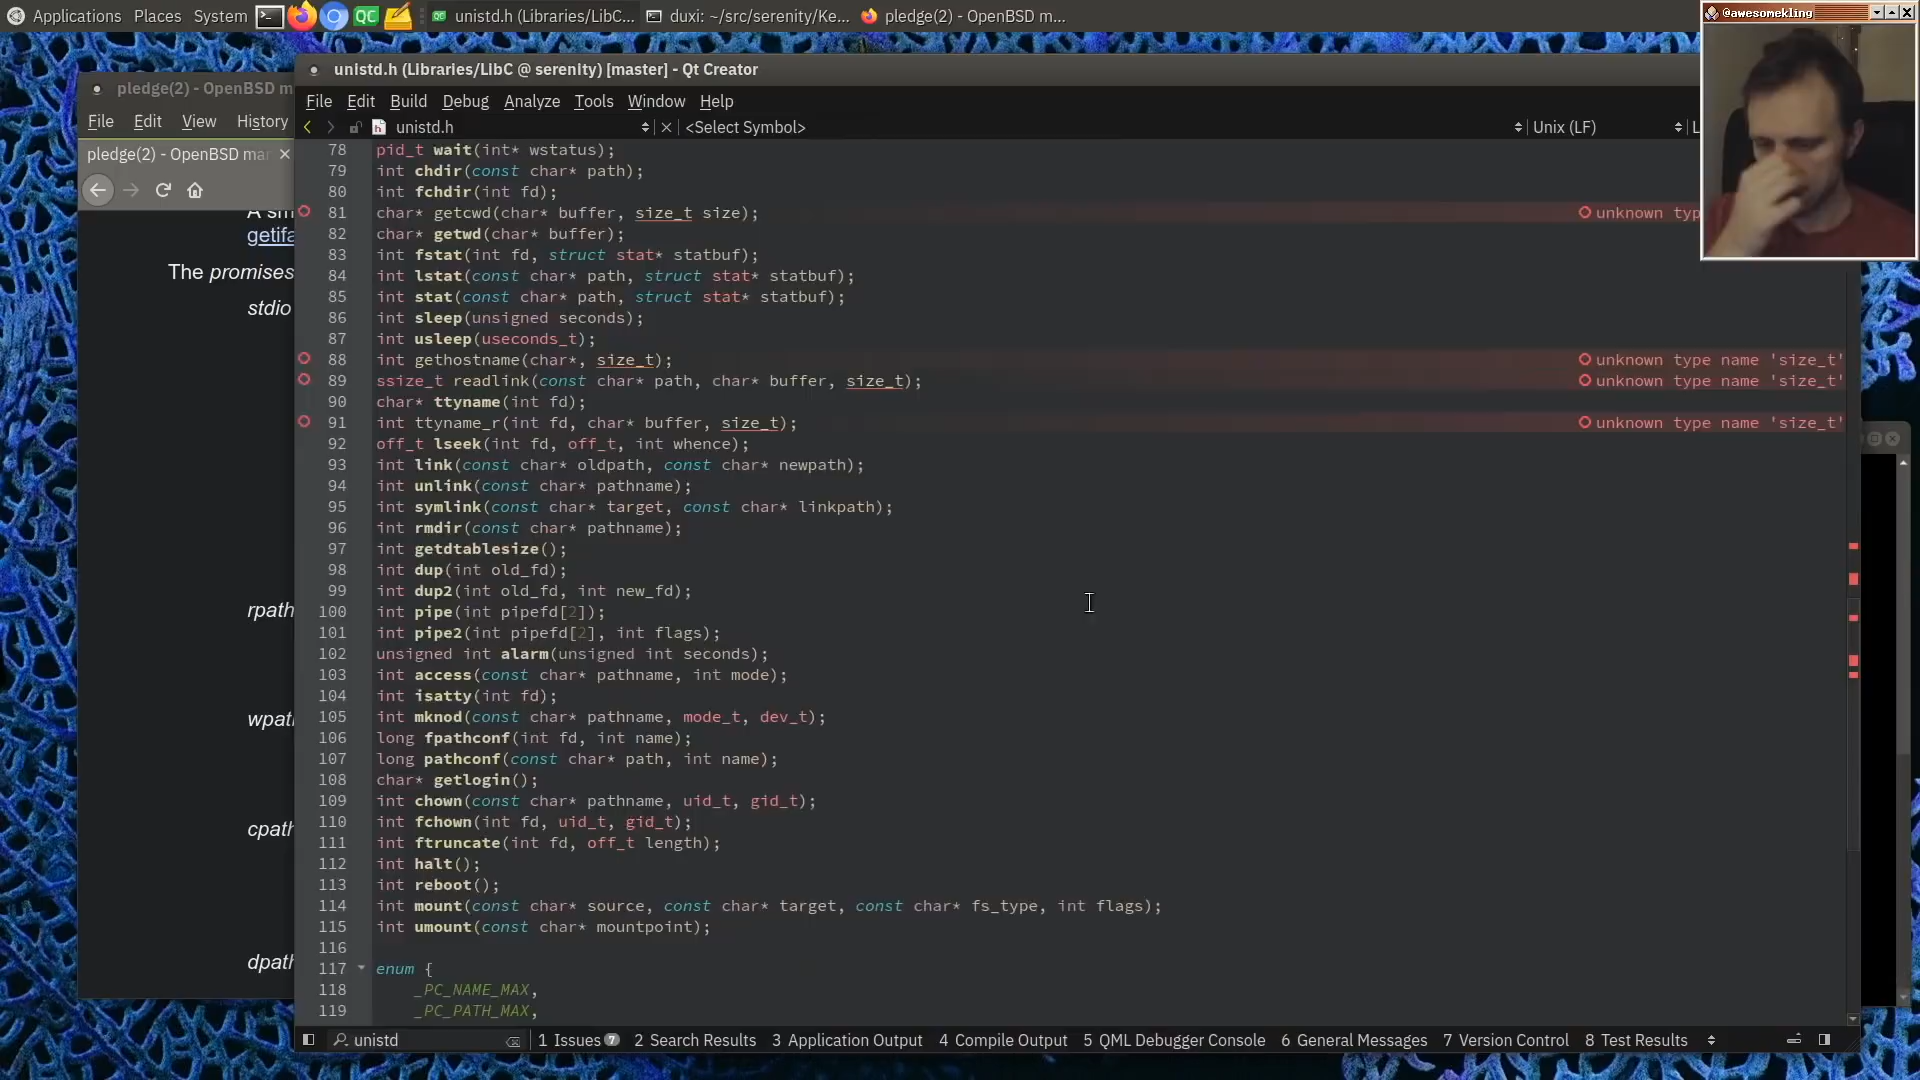 Applications Places System
unistd.h (Libraries/LibC...
duxi: ~/src/serenity/Ke...
pledge(2) - OpenBSD m...
@awesomekling
pledge(2) - OpenBSD m
File Edit View History
pledge(2) - OpenBSD ma
getifa
The promises
stdio
rpath
wpath
cpath
dpath
unistd.h (Libraries/LibC @ serenity) [master] - Qt Creator
File Edit Build Debug Analyze Tools Window Help
unistd.h <Select Symbol> Unix (LF)
78 pid_t wait(int* wstatus);
79 int chdir(const char* path);
80 int fchdir(int fd);
81 char* getcwd(char* buffer, size_t size); unknown typ
82 char* getwd(char* buffer);
83 int fstat(int fd, struct stat* statbuf);
84 int lstat(const char* path, struct stat* statbuf);
85 int stat(const char* path, struct stat* statbuf);
86 int sleep(unsigned seconds);
87 int usleep(useconds_t);
88 int gethostname(char*, size_t); unknown type name 'size_t'
89 ssize_t readlink(const char* path, char* buffer, size_t); unknown type name 'size_t'
90 char* ttyname(int fd);
91 int ttyname_r(int fd, char* buffer, size_t); unknown type name 'size_t'
92 off_t lseek(int fd, off_t, int whence);
93 int link(const char* oldpath, const char* newpath);
94 int unlink(const char* pathname);
95 int symlink(const char* target, const char* linkpath);
96 int rmdir(const char* pathname);
97 int getdtablesize();
98 int dup(int old_fd);
99 int dup2(int old_fd, int new_fd);
100 int pipe(int pipefd[2]);
101 int pipe2(int pipefd[2], int flags);
102 unsigned int alarm(unsigned int seconds);
103 int access(const char* pathname, int mode);
104 int isatty(int fd);
105 int mknod(const char* pathname, mode_t, dev_t);
106 long fpathconf(int fd, int name);
107 long pathconf(const char* path, int name);
108 char* getlogin();
109 int chown(const char* pathname, uid_t, gid_t);
110 int fchown(int fd, uid_t, gid_t);
111 int ftruncate(int fd, off_t length);
112 int halt();
113 int reboot();
114 int mount(const char* source, const char* target, const char* fs_type, int flags);
115 int umount(const char* mountpoint);
116
117 enum {
118 _PC_NAME_MAX,
119 _PC_PATH_MAX,
unistd 1 Issues 7 2 Search Results 3 Application Output 4 Compile Output 5 QML Debugger Console 6 General Messages 7 Version Control 8 Test Results